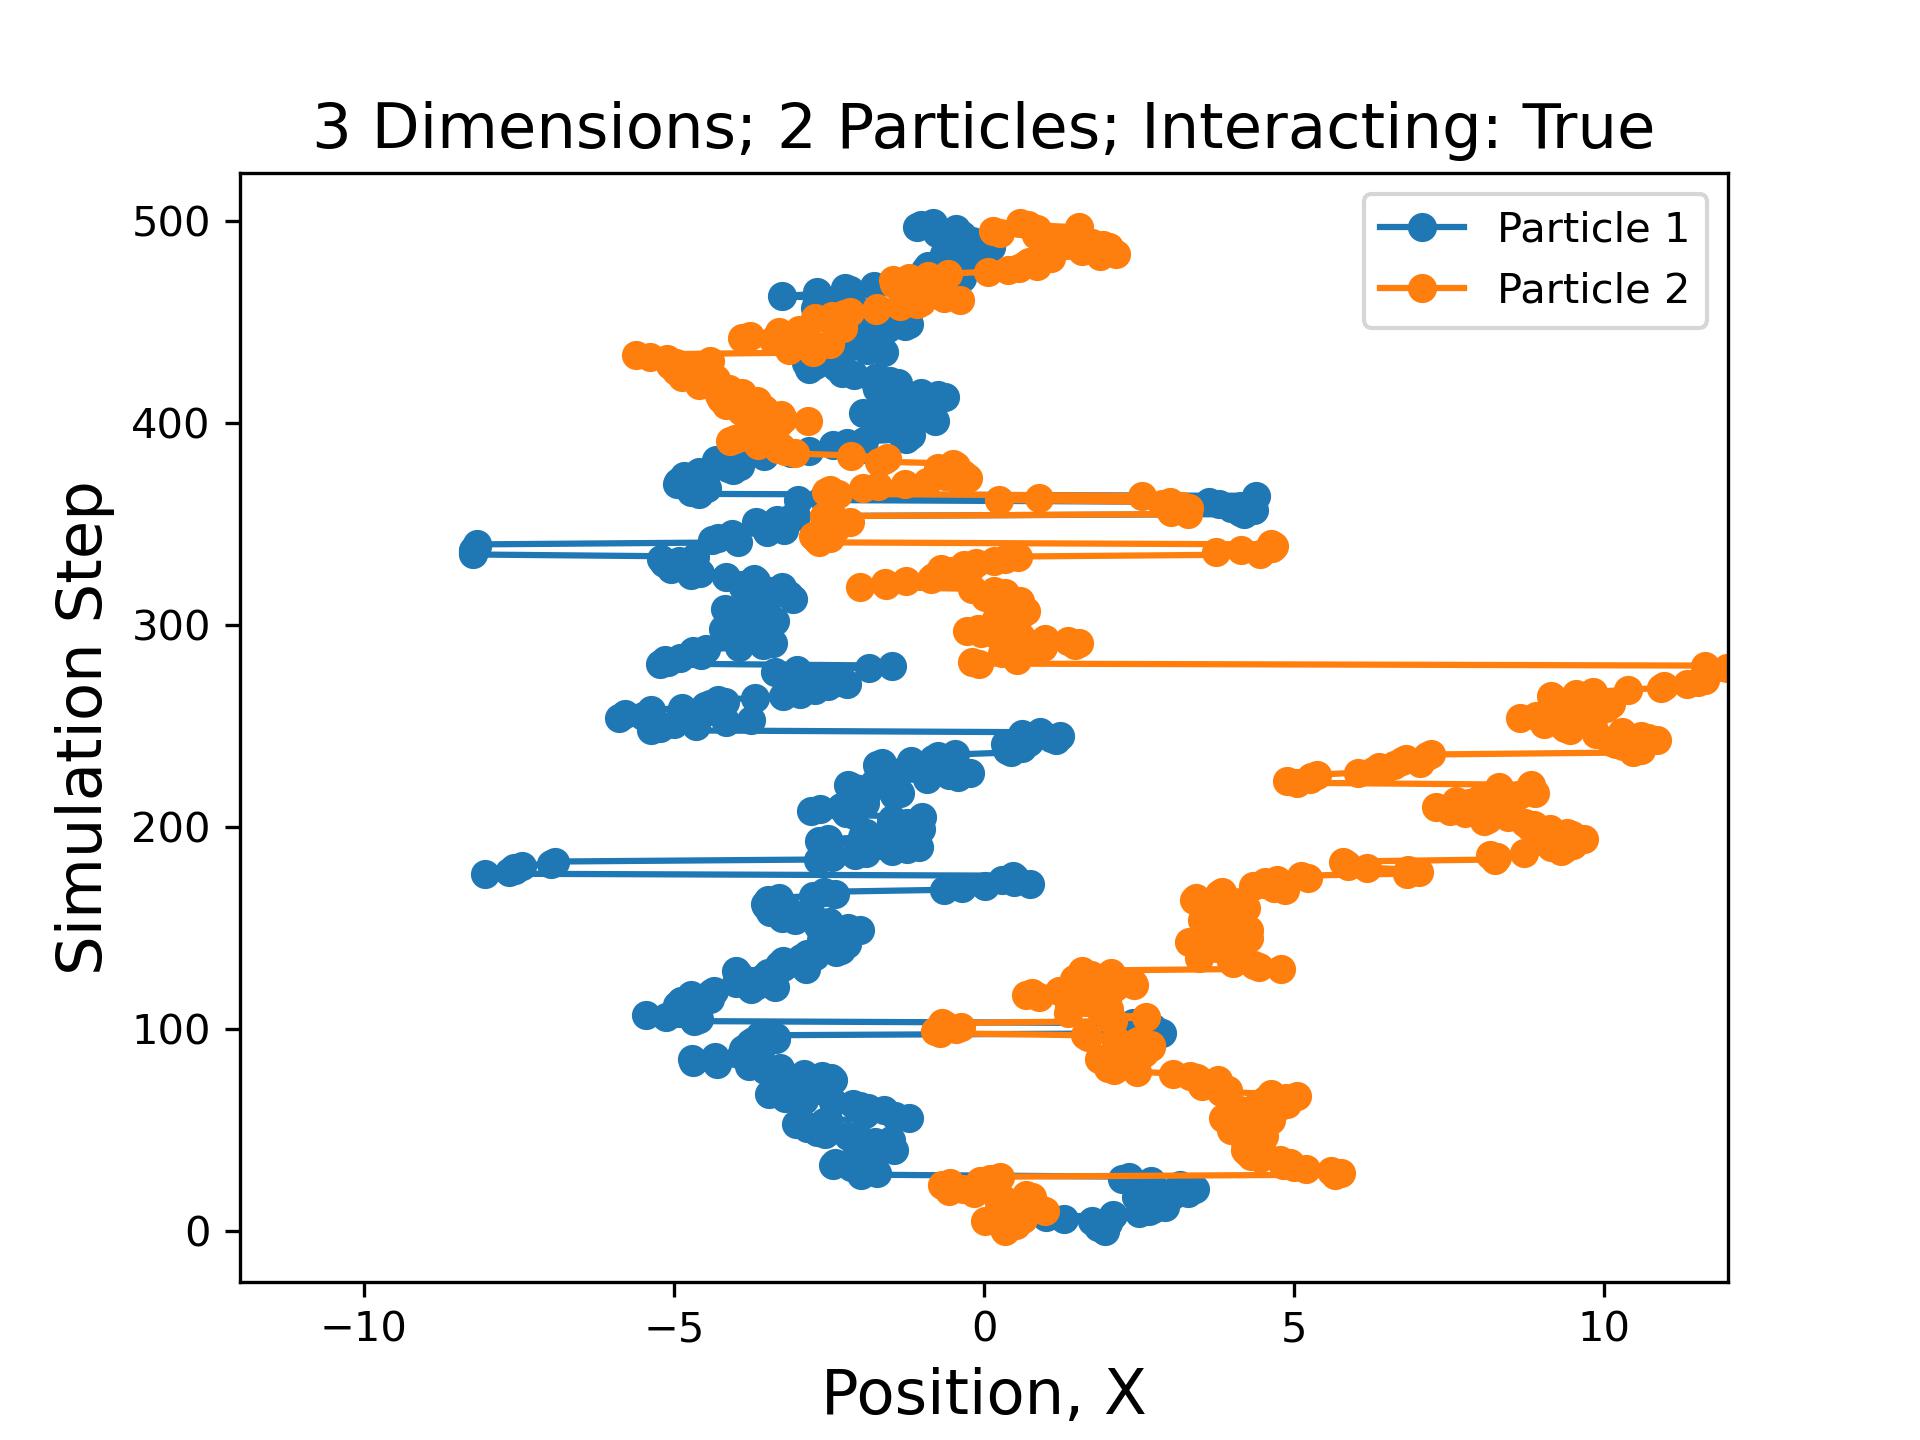 3 Dimensions; 2 Particles; Interacting: True
Particle 1
Particle 2
Simulation Step
500
400
300
200
100
0
−10
−5
0
5
10
Position, X